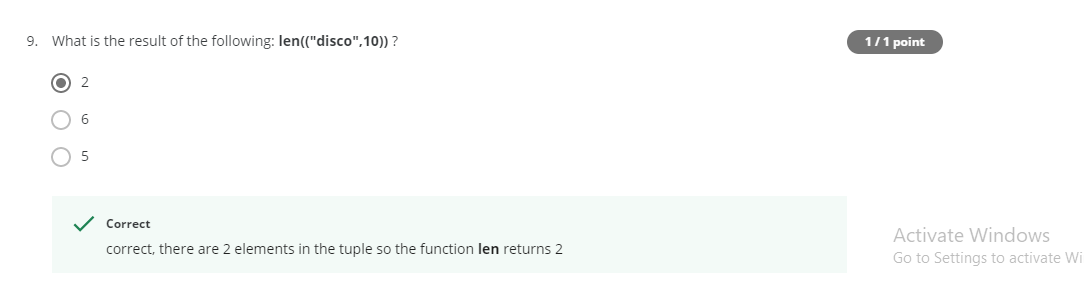 9. What is the result of the following: len(("disco",10)) ?
1 / 1 point
2
6
5
Correct
correct, there are 2 elements in the tuple so the function len returns 2
Activate Windows
Go to Settings to activate Wi